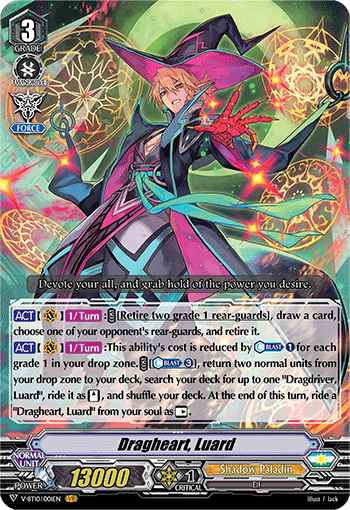 3
GRADE
TWIN DRIVE
FORCE
Devote your all, and grab hold of the power you desire.
ACT 1/Turn : [Retire two grade 1 rear-guards], draw a card,
choose one of your opponent's rear-guards, and retire it.
ACT 1/Turn :This ability's cost is reduced by BLAST 1 for each
grade 1 in your drop zone. [ BLAST 3 ], return two normal units from
your drop zone to your deck, search your deck for up to one "Dragdriver,
Luard", ride it as, and shuffle your deck. At the end of this turn, ride a
"Dragheart, Luard" from your soul as.
Dragheart, Luard
NORMAL
UNIT
POWER
13000
1
CRITICAL
Shadow Paladin
Elf
V-BT10/001EN
Illust / lack